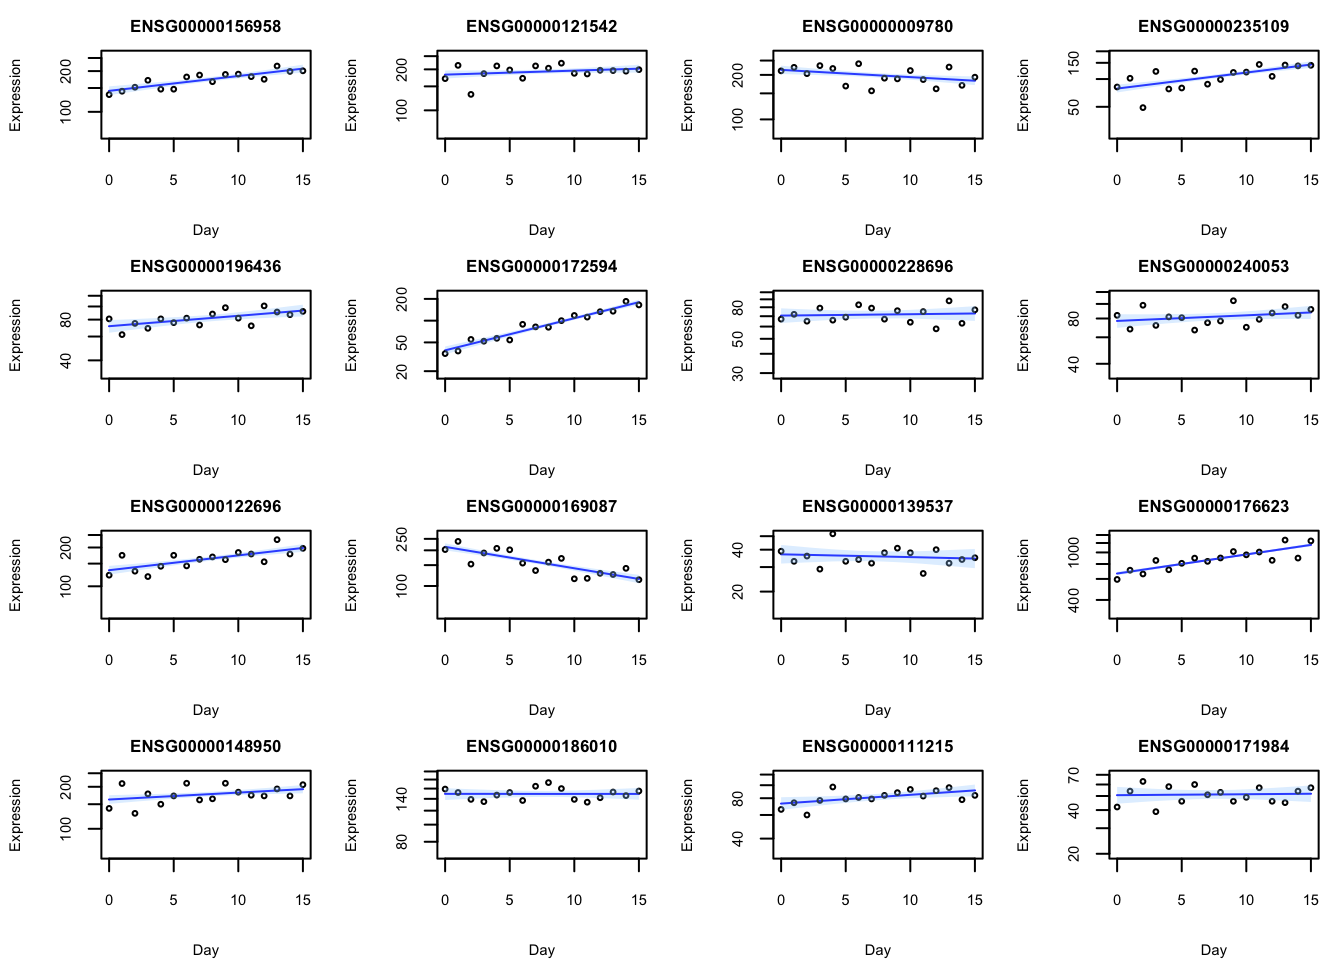 ENSG00000156958 ENSG00000121542 ENSG00000009780 ENSG00000235109
Expression 100 200 Expression 100 200 Expression 100 200 Expression 50 150
0 5 10 15 0 5 10 15 0 5 10 15 0 5 10 15
Day Day Day Day
ENSG00000196436 ENSG00000172594 ENSG00000228696 ENSG00000240053
Expression 40 80 Expression 20 50 200 Expression 30 50 80 Expression 40 80
0 5 10 15 0 5 10 15 0 5 10 15 0 5 10 15
Day Day Day Day
ENSG00000122696 ENSG00000169087 ENSG00000139537 ENSG00000176623
Expression 100 200 Expression 100 250 Expression 20 40 Expression 400 1000
0 5 10 15 0 5 10 15 0 5 10 15 0 5 10 15
Day Day Day Day
ENSG00000148950 ENSG00000186010 ENSG00000111215 ENSG00000171984
Expression 100 200 Expression 80 140 Expression 40 80 Expression 20 40 70
0 5 10 15 0 5 10 15 0 5 10 15 0 5 10 15
Day Day Day Day